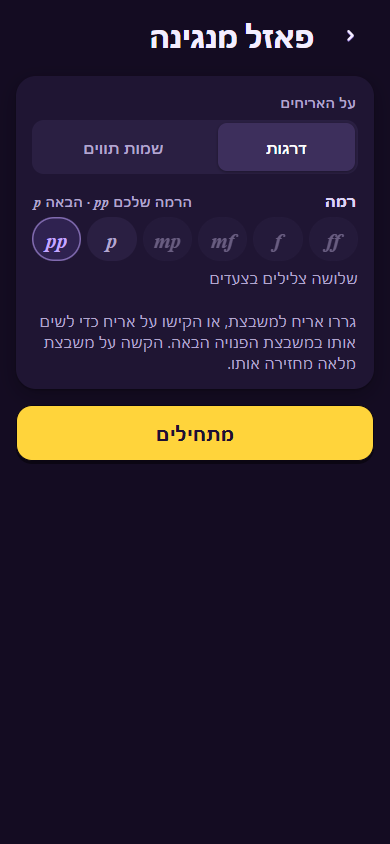 פאזל מנגינה
על האריחים
דרגות
שמות תווים
רמה
הרמה שלכם pp · הבאה p
pp p mp mf f ff
שלושה צלילים בצעדים
גררו אריח למשבצת, או הקישו על אריח כדי לשים
אותו במשבצת הפנויה הבאה. הקשה על משבצת
מלאה מחזירה אותו.
מתחילים